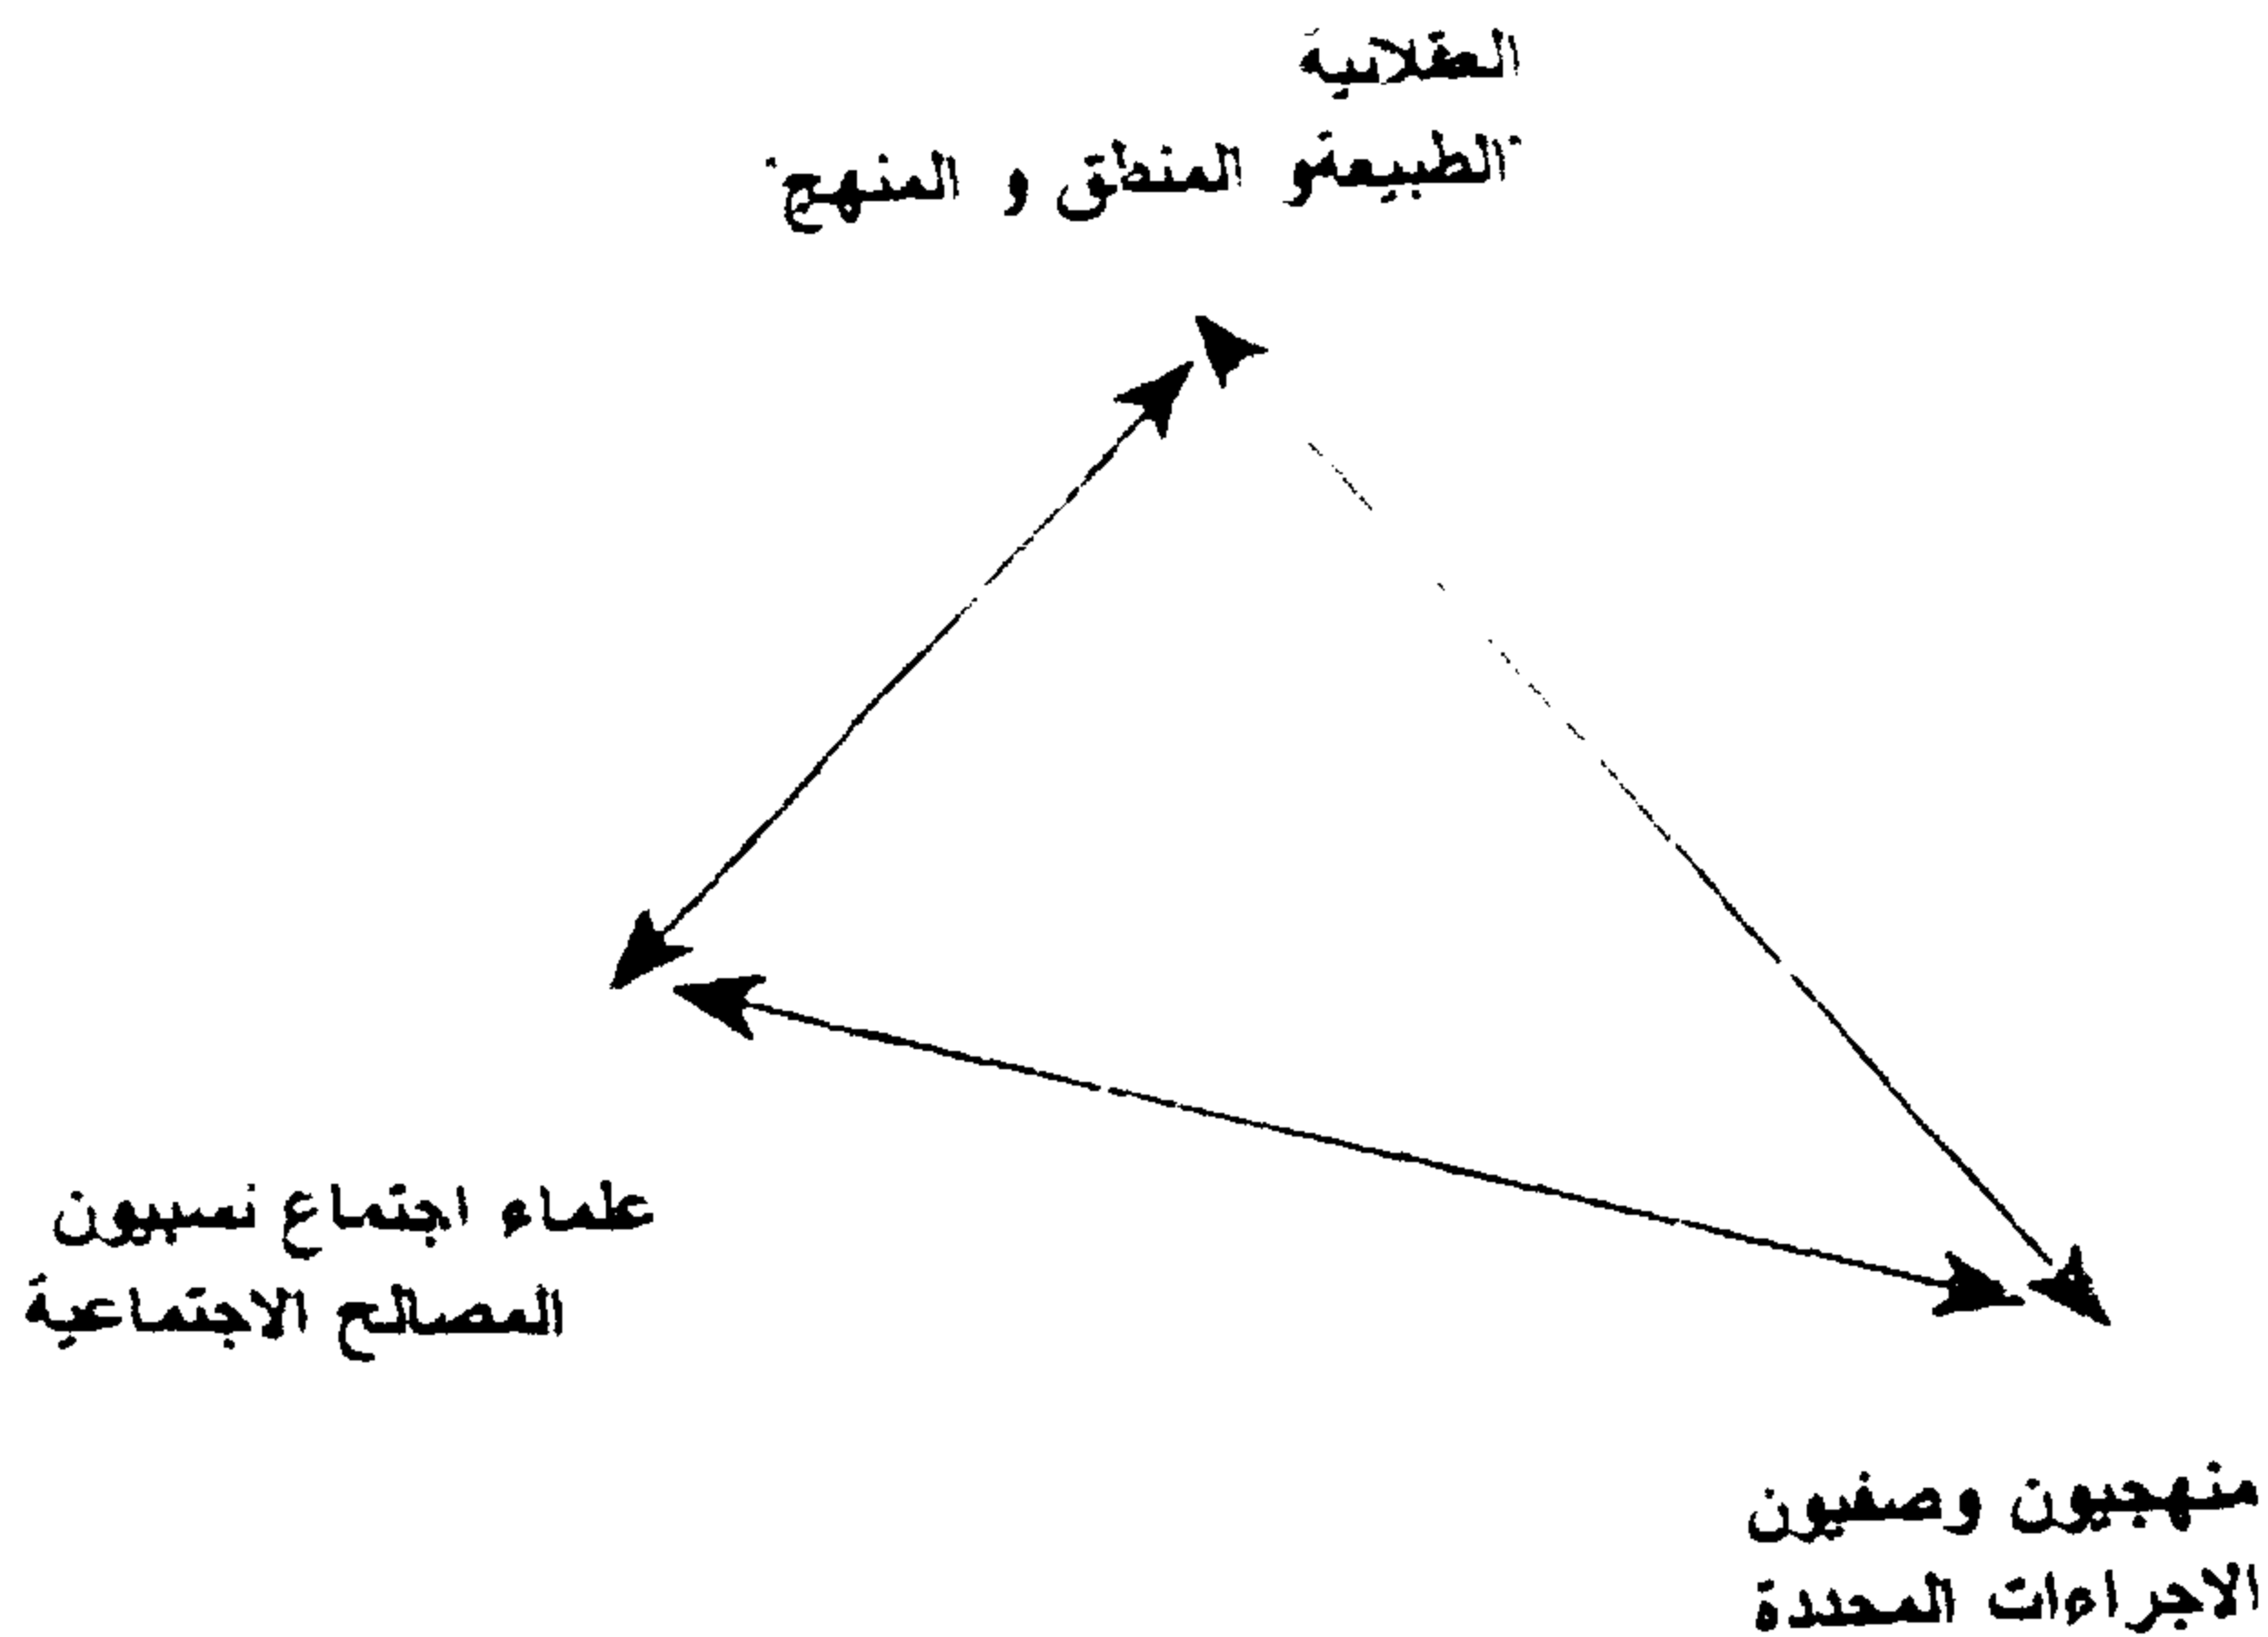 العقلانية
"الطبيعة و المنطق و المنهج"
علماء اجتماع نسبيون
المصالح الاجتماعية
منهجيون وصفيون
الاجراءات المحددة